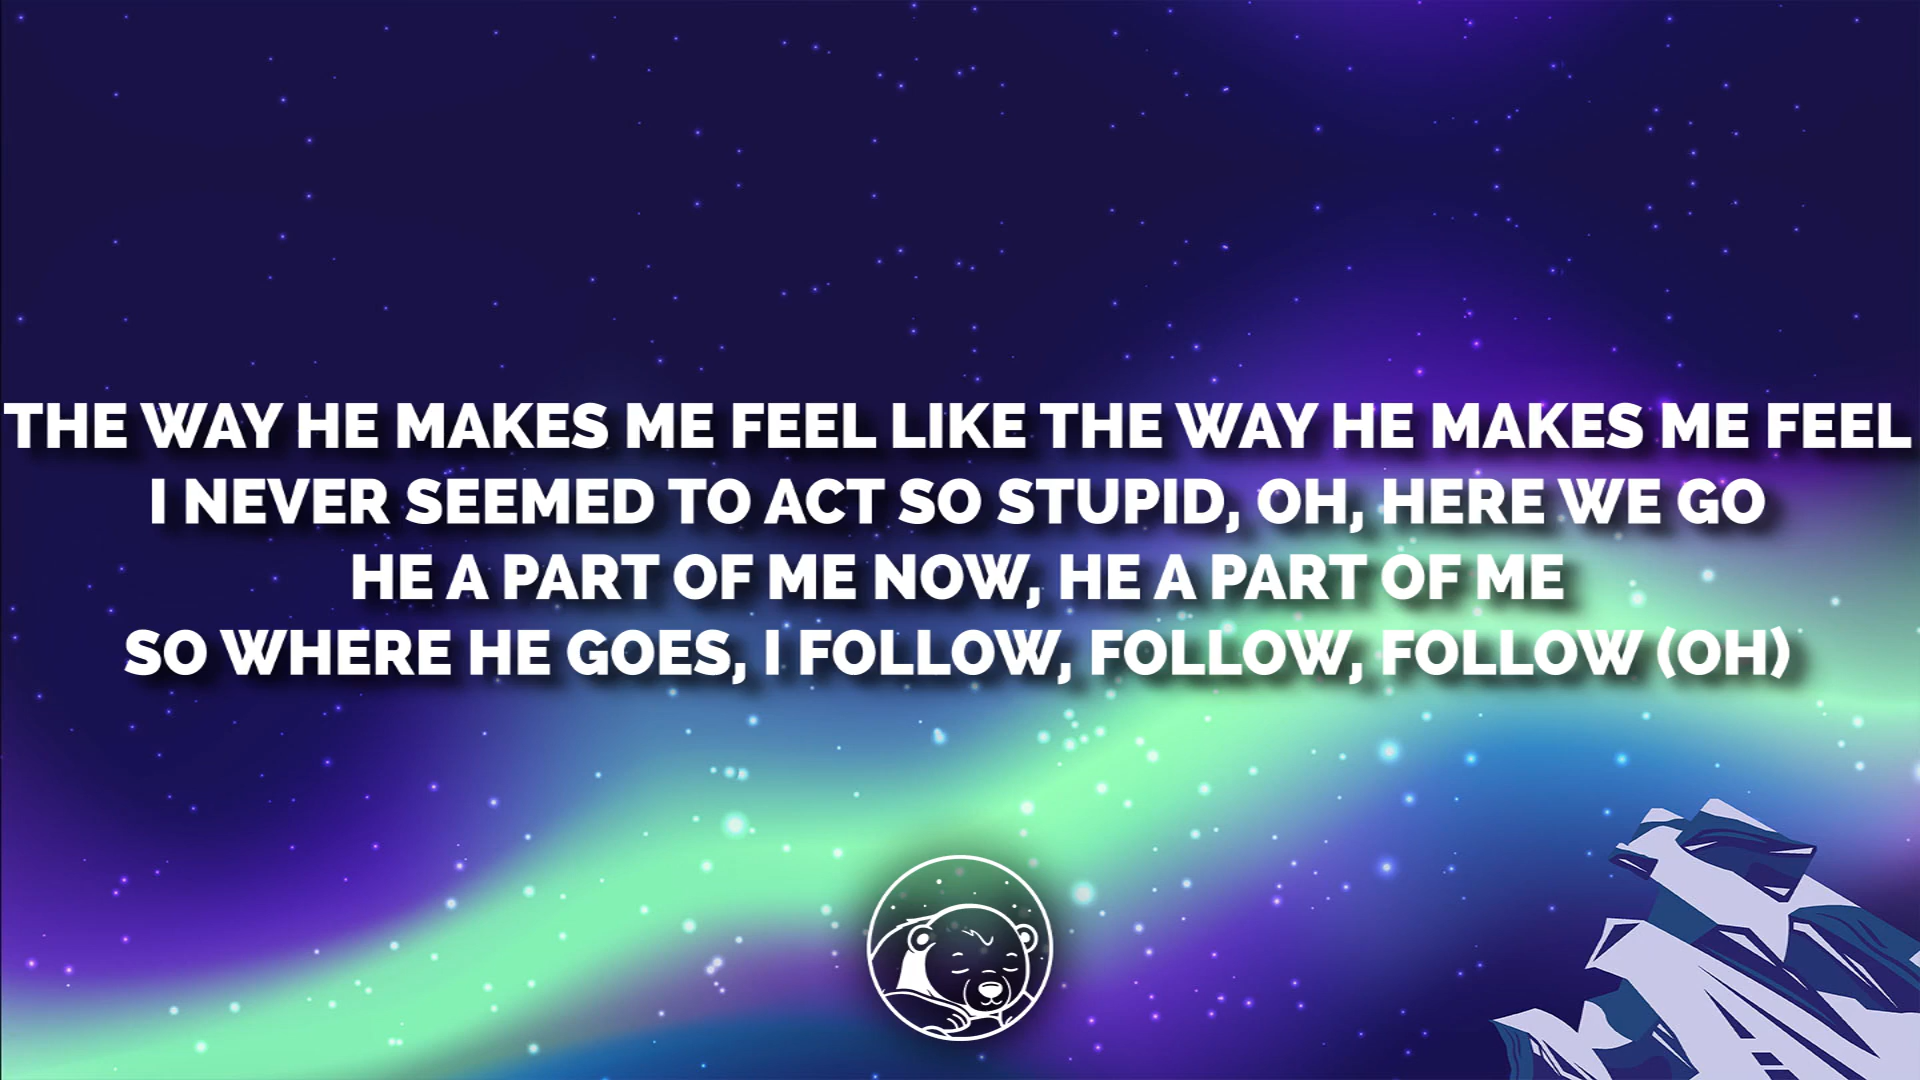 THE WAY HE MAKES ME FEEL LIKE THE WAY HE MAKES ME FEEL
I NEVER SEEMED TO ACT SO STUPID, OH, HERE WE GO
HE A PART OF ME NOW, HE A PART OF ME
SO WHERE HE GOES, I FOLLOW, FOLLOW, FOLLOW (OH)